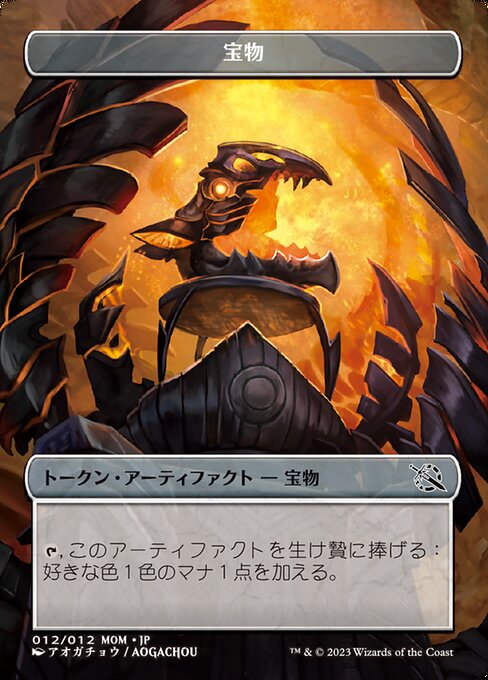 宝物
トークン・アーティファクト — 宝物
,このアーティファクトを生け贄に捧げる：
好きな色１色のマナ１点を加える。
012/012 MOM • JP
アオガチョウ / AOGACHOU
™ & © 2023 Wizards of the Coast